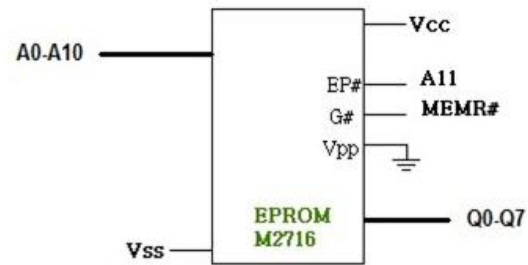 Vcc
A0-A10
EP# A11
G# MEMR#
Vpp
EPROM
M2716
Q0-Q7
Vss